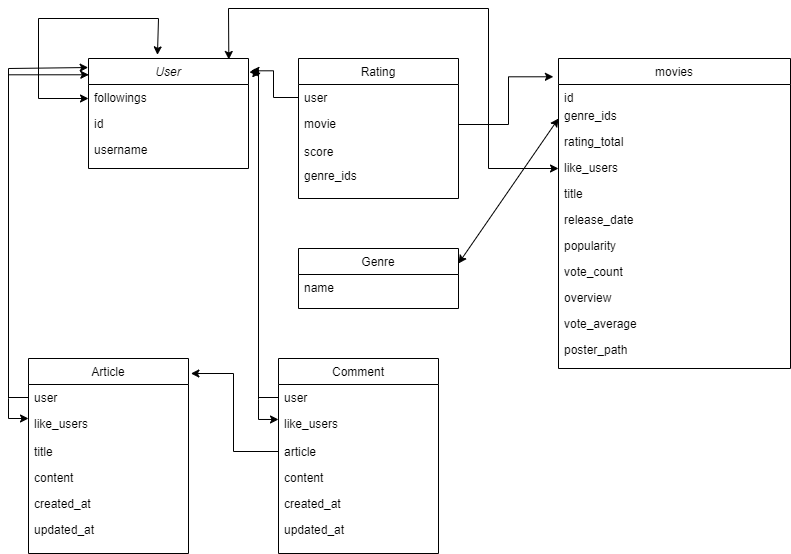 User
followings
id
username
Rating
user
movie
score
genre_ids
movies
id
genre_ids
rating_total
like_users
title
release_date
popularity
vote_count
overview
vote_average
poster_path
Genre
name
Article
user
like_users
title
content
created_at
updated_at
Comment
user
like_users
article
content
created_at
updated_at